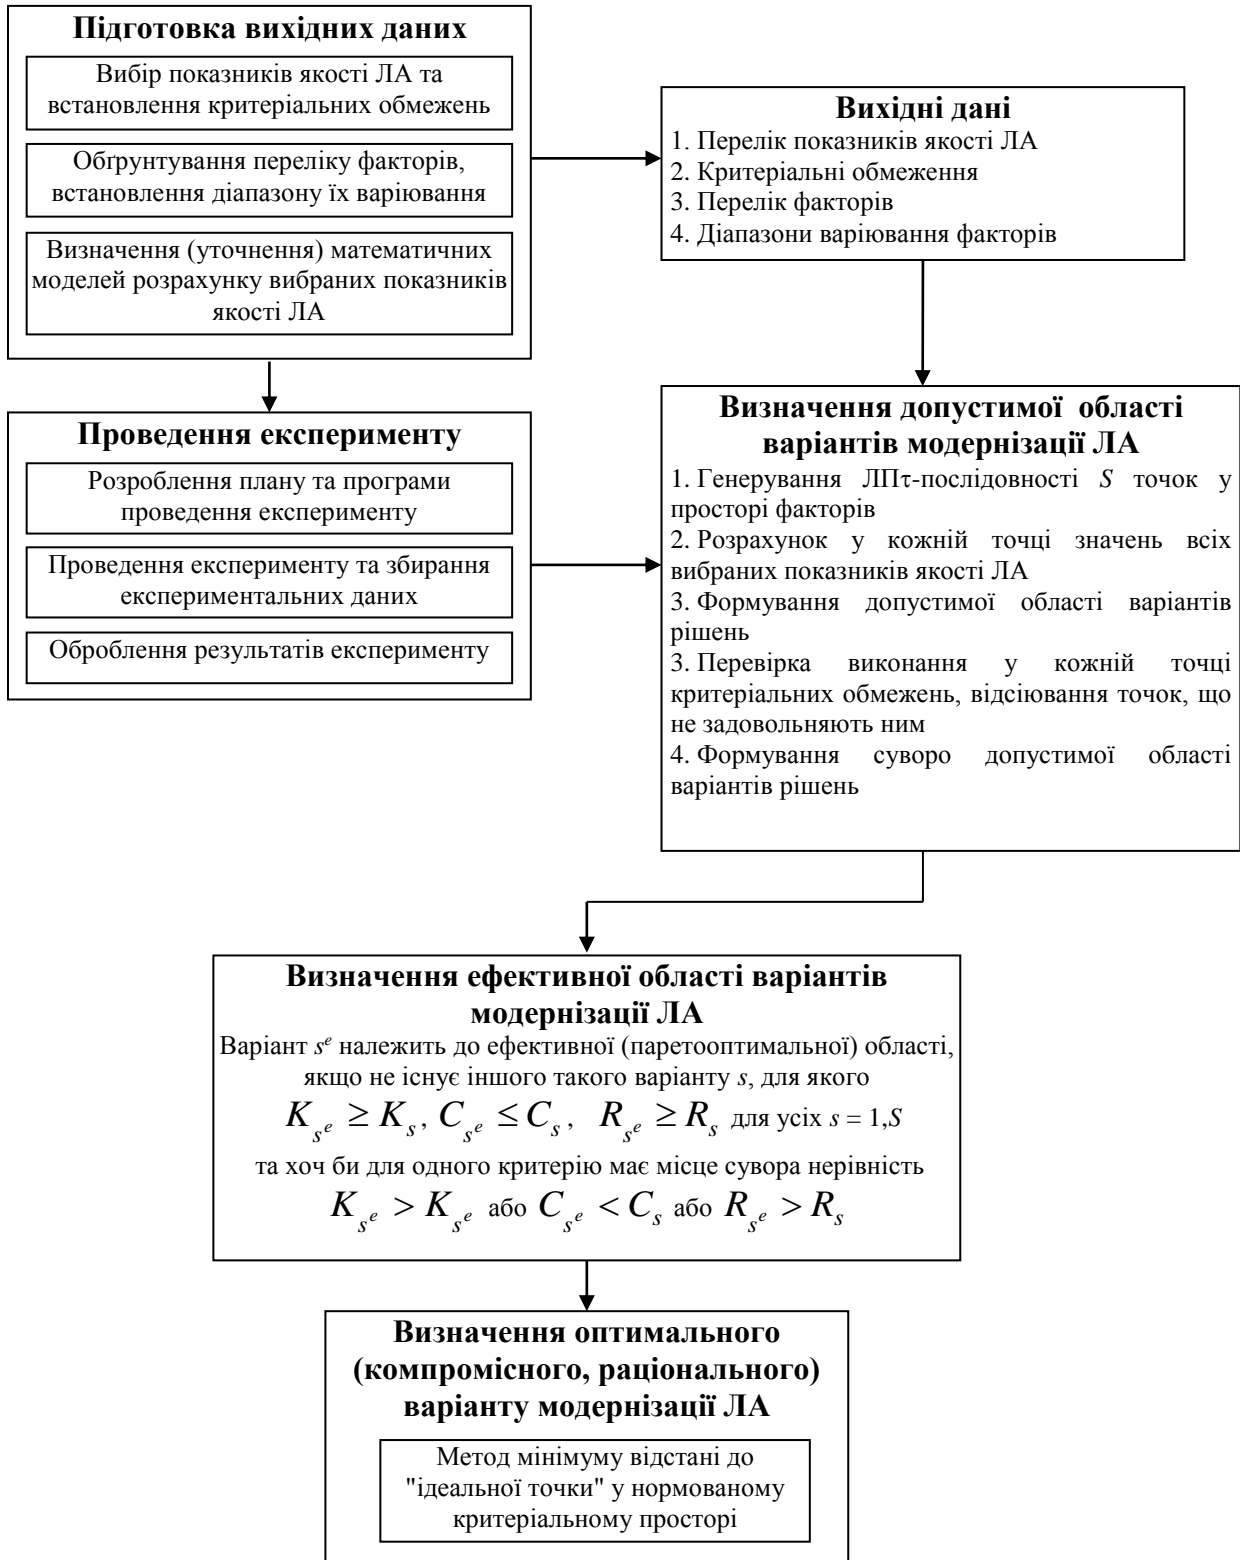 Підготовка вихідних даних
Вибір показників якості ЛА та
встановлення критеріальних обмежень
Обґрунтування переліку факторів,
встановлення діапазону їх варіювання
Визначення (уточнення) математичних
моделей розрахунку вибраних показників
якості ЛА
Вихідні дані
1. Перелік показників якості ЛА
2. Критеріальні обмеження
3. Перелік факторів
4. Діапазони варіювання факторів
Проведення експерименту
Розроблення плану та програми
проведення експерименту
Проведення експерименту та збирання
експериментальних даних
Оброблення результатів експерименту
Визначення допустимої області
варіантів модернізації ЛА
1. Генерування ЛПτ-послідовності S точок у
просторі факторів
2. Розрахунок у кожній точці значень всіх
вибраних показників якості ЛА
3. Формування допустимої області варіантів
рішень
3. Перевірка виконання у кожній точці
критеріальних обмежень, відсіювання точок, що
не задовольняють ним
4. Формування суворо допустимої області
варіантів рішень
Визначення ефективної області варіантів
модернізації ЛА
Варіант s^e належить до ефективної (паретооптимальної) області,
якщо не існує іншого такого варіанту s, для якого
K_{s^e} ≥ K_s, C_{s^e} ≤ C_s, R_{s^e} ≥ R_s для усіх s = 1,S
та хоч би для одного критерію має місце сувора нерівність
K_{s^e} > K_{s^e} або C_{s^e} < C_s або R_{s^e} > R_s
Визначення оптимального
(компромісного, раціонального)
варіанту модернізації ЛА
Метод мінімуму відстані до
"ідеальної точки" у нормованому
критеріальному просторі